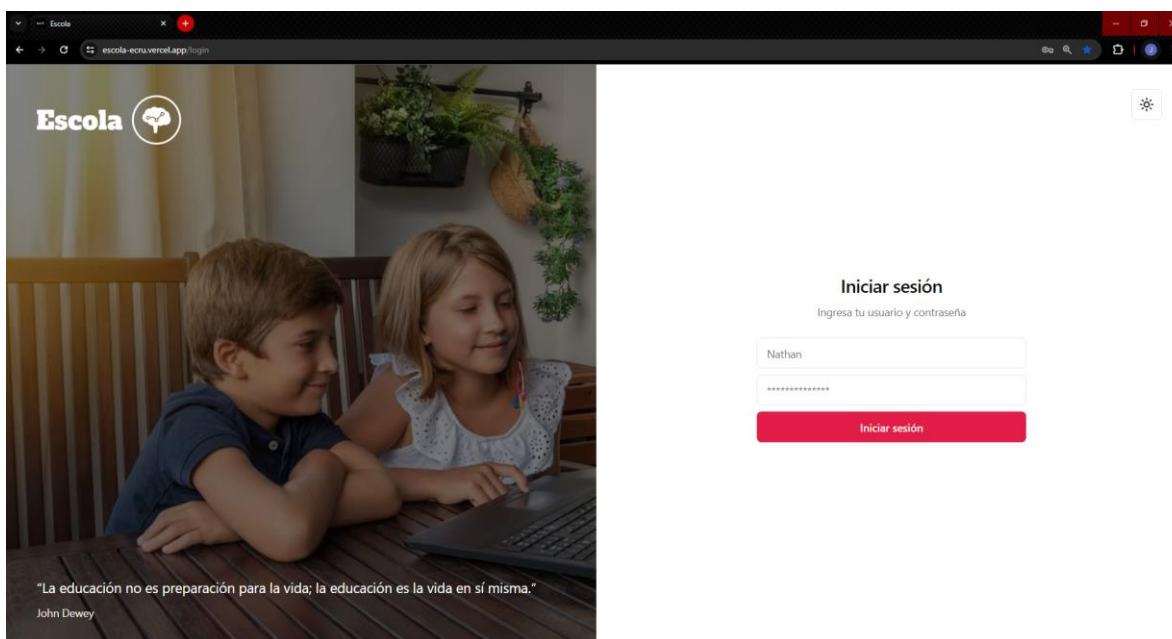 Escola
escola-ecru.vercel.app/login
Escola
Iniciar sesión
Ingresa tu usuario y contraseña
Nathan
**************
Iniciar sesión
“La educación no es preparación para la vida; la educación es la vida en sí misma.”
John Dewey